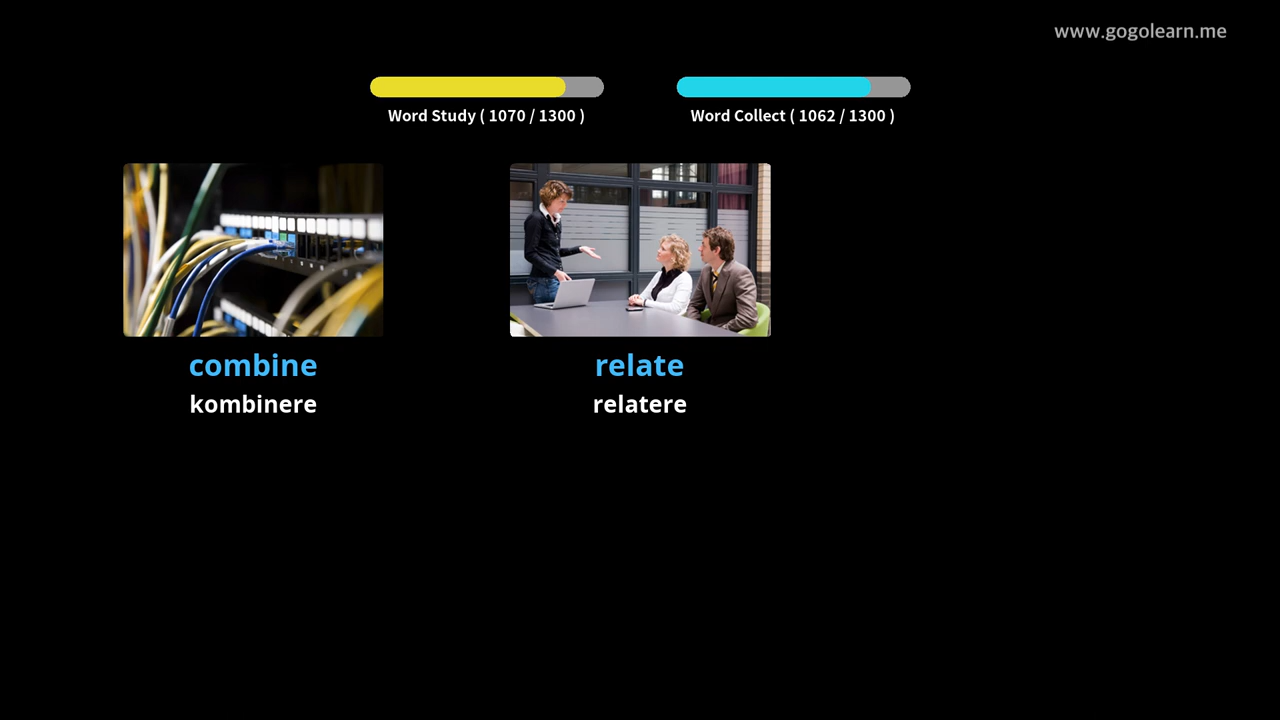 www.gogolearn.me
Word Study ( 1070 / 1300 )
Word Collect ( 1062 / 1300 )
combine
kombinere
relate
relatere